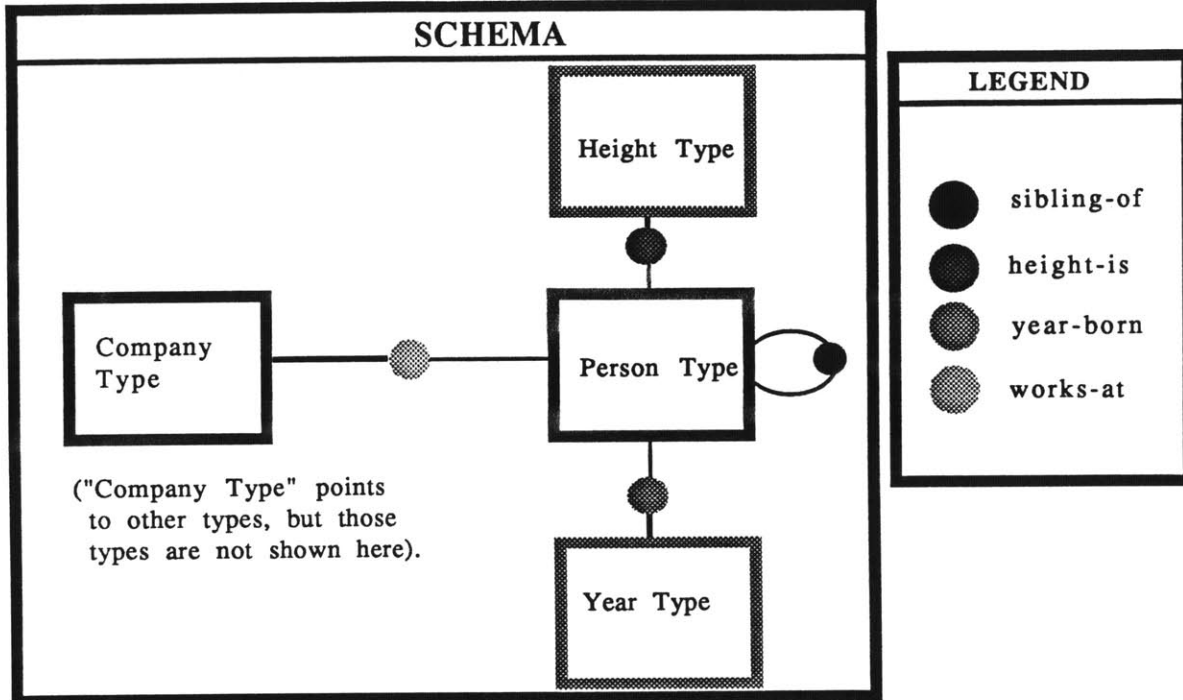 SCHEMA
Height Type
Company
Type
Person Type
("Company Type" points
to other types, but those
types are not shown here).
Year Type
LEGEND
sibling-of
height-is
year-born
works-at